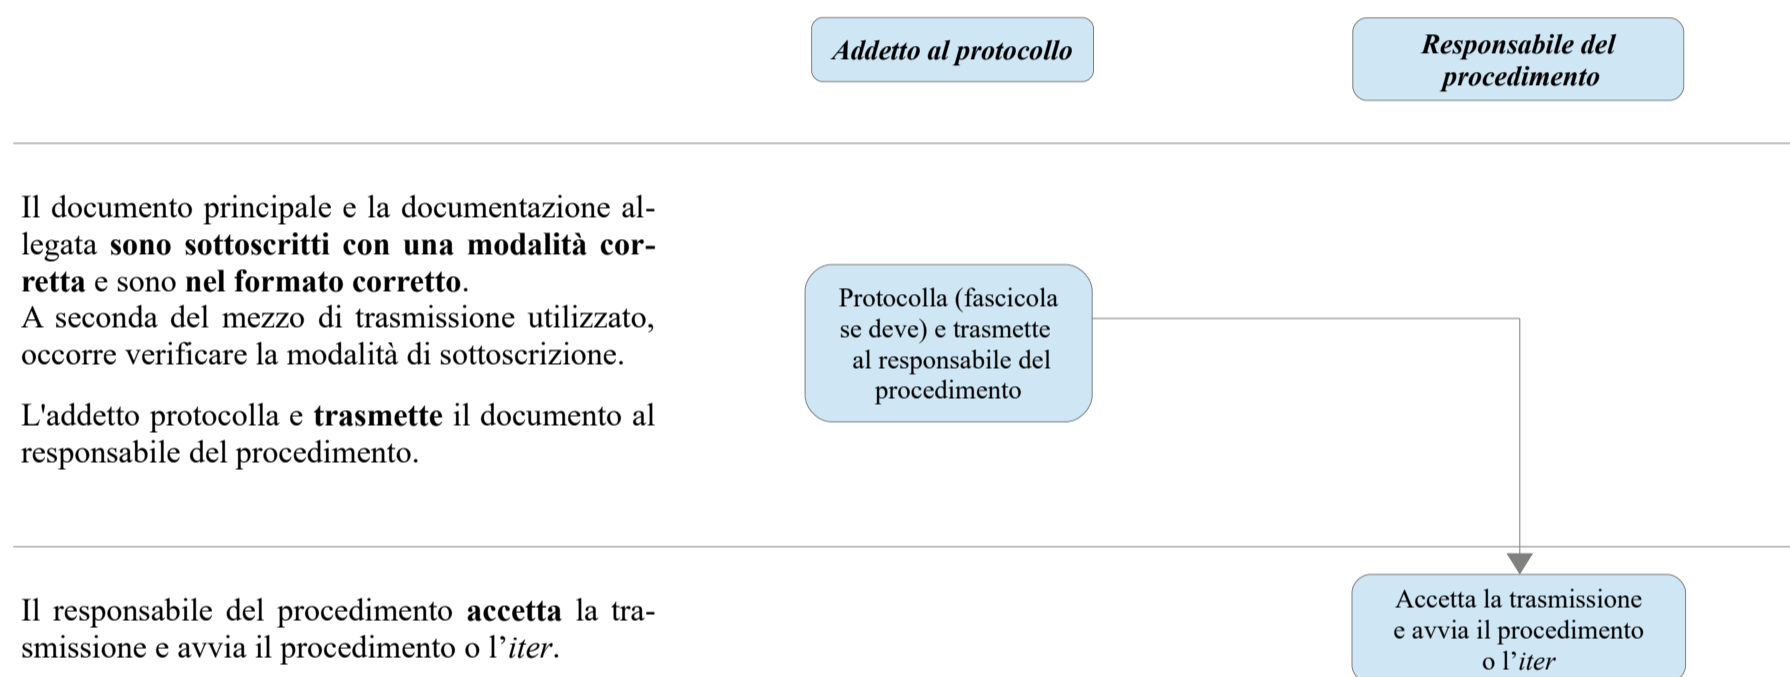 Addetto al protocollo
Responsabile del
procedimento
Il documento principale e la documentazione al-
legata sono sottoscritti con una modalità cor-
retta e sono nel formato corretto.
A seconda del mezzo di trasmissione utilizzato,
occorre verificare la modalità di sottoscrizione.
L'addetto protocolla e trasmette il documento al
responsabile del procedimento.
Protocolla (fascicola
se deve) e trasmette
al responsabile del
procedimento
Il responsabile del procedimento accetta la tra-
smissione e avvia il procedimento o l’iter.
Accetta la trasmissione
e avvia il procedimento
o l’iter